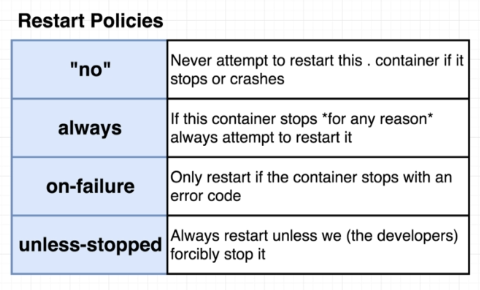 Restart Policies
"no"
Never attempt to restart this . container if it
stops or crashes
always
If this container stops *for any reason*
always attempt to restart it
on-failure
Only restart if the container stops with an
error code
unless-stopped
Always restart unless we (the developers)
forcibly stop it